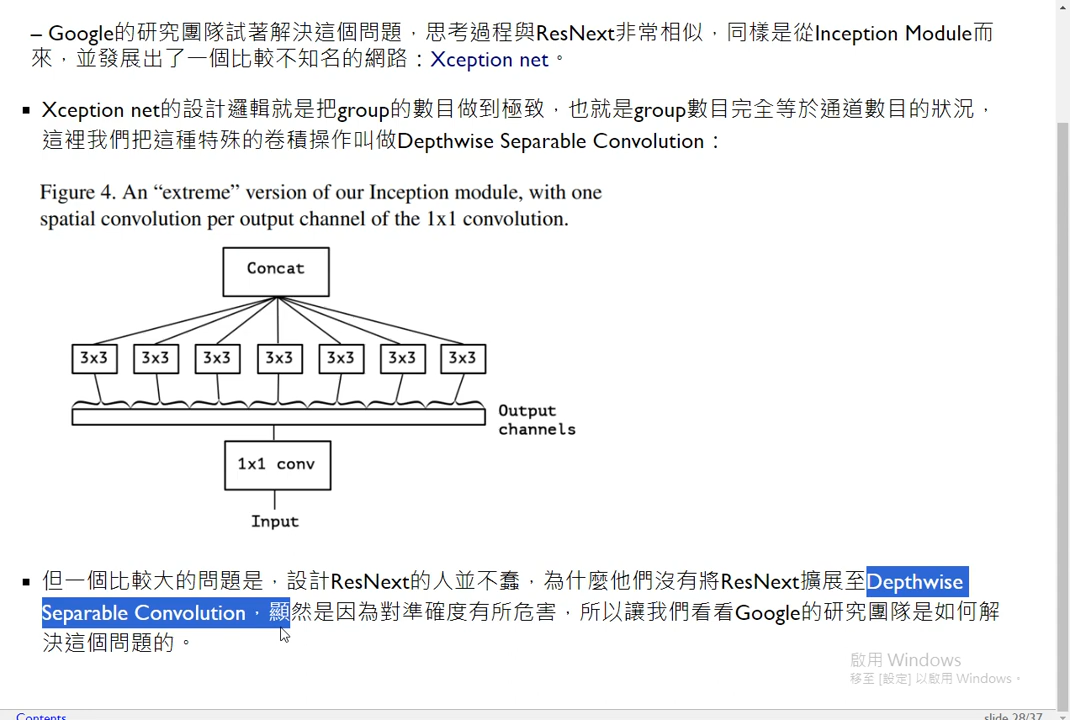 – Google的研究團隊試著解決這個問題，思考過程與ResNext非常相似，同樣是從Inception Module而
來，並發展出了一個比較不知名的網路：Xception net。
▪ Xception net的設計邏輯就是把group的數目做到極致，也就是group數目完全等於通道數目的狀況，
這裡我們把這種特殊的卷積操作叫做Depthwise Separable Convolution：
Figure 4. An “extreme” version of our Inception module, with one
spatial convolution per output channel of the 1x1 convolution.
Concat
3x3 3x3 3x3 3x3 3x3 3x3 3x3
Output
channels
1x1 conv
Input
▪ 但一個比較大的問題是，設計ResNext的人並不蠢，為什麼他們沒有將ResNext擴展至Depthwise
Separable Convolution，顯然是因為對準確度有所危害，所以讓我們看看Google的研究團隊是如何解
決這個問題的。
啟用 Windows
移至 [設定] 以啟用 Windows。
Contents
slide 28/37